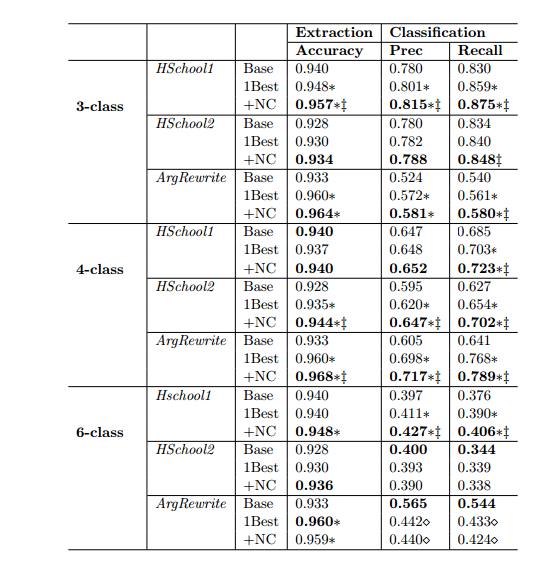 Extraction Classification
Accuracy Prec Recall
3-class HSchool1 Base 0.940 0.780 0.830
1Best 0.948∗ 0.801∗ 0.859∗
+NC 0.957∗‡ 0.815∗‡ 0.875∗‡
HSchool2 Base 0.928 0.780 0.834
1Best 0.930 0.782 0.840
+NC 0.934 0.788 0.848‡
ArgRewrite Base 0.933 0.524 0.540
1Best 0.960∗ 0.572∗ 0.561∗
+NC 0.964∗ 0.581∗ 0.580∗‡
4-class HSchool1 Base 0.940 0.647 0.685
1Best 0.937 0.648 0.703∗
+NC 0.940 0.652 0.723∗‡
HSchool2 Base 0.928 0.595 0.627
1Best 0.935∗ 0.620∗ 0.654∗
+NC 0.944∗‡ 0.647∗‡ 0.702∗‡
ArgRewrite Base 0.933 0.605 0.641
1Best 0.960∗ 0.698∗ 0.768∗
+NC 0.968∗‡ 0.717∗‡ 0.789∗‡
6-class Hschool1 Base 0.940 0.397 0.376
1Best 0.940 0.411∗ 0.390∗
+NC 0.948∗ 0.427∗‡ 0.406∗‡
HSchool2 Base 0.928 0.400 0.344
1Best 0.930 0.393 0.339
+NC 0.936 0.390 0.338
ArgRewrite Base 0.933 0.565 0.544
1Best 0.960∗ 0.442⋄ 0.433⋄
+NC 0.959∗ 0.440⋄ 0.424⋄